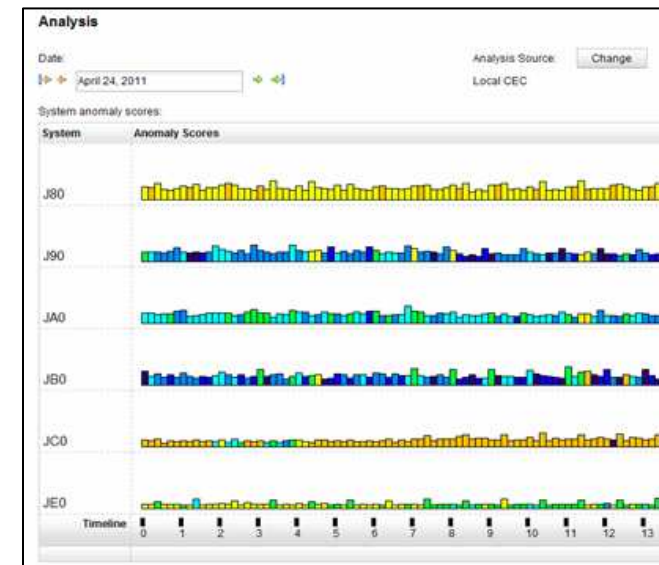 Analysis
Date:
April 24, 2011
Analysis Source:
Change
Local CEC
System anomaly scores:
System Anomaly Scores
J80
J90
JA0
JB0
JC0
JE0
Timeline
0 1 2 3 4 5 6 7 8 9 10 11 12 13